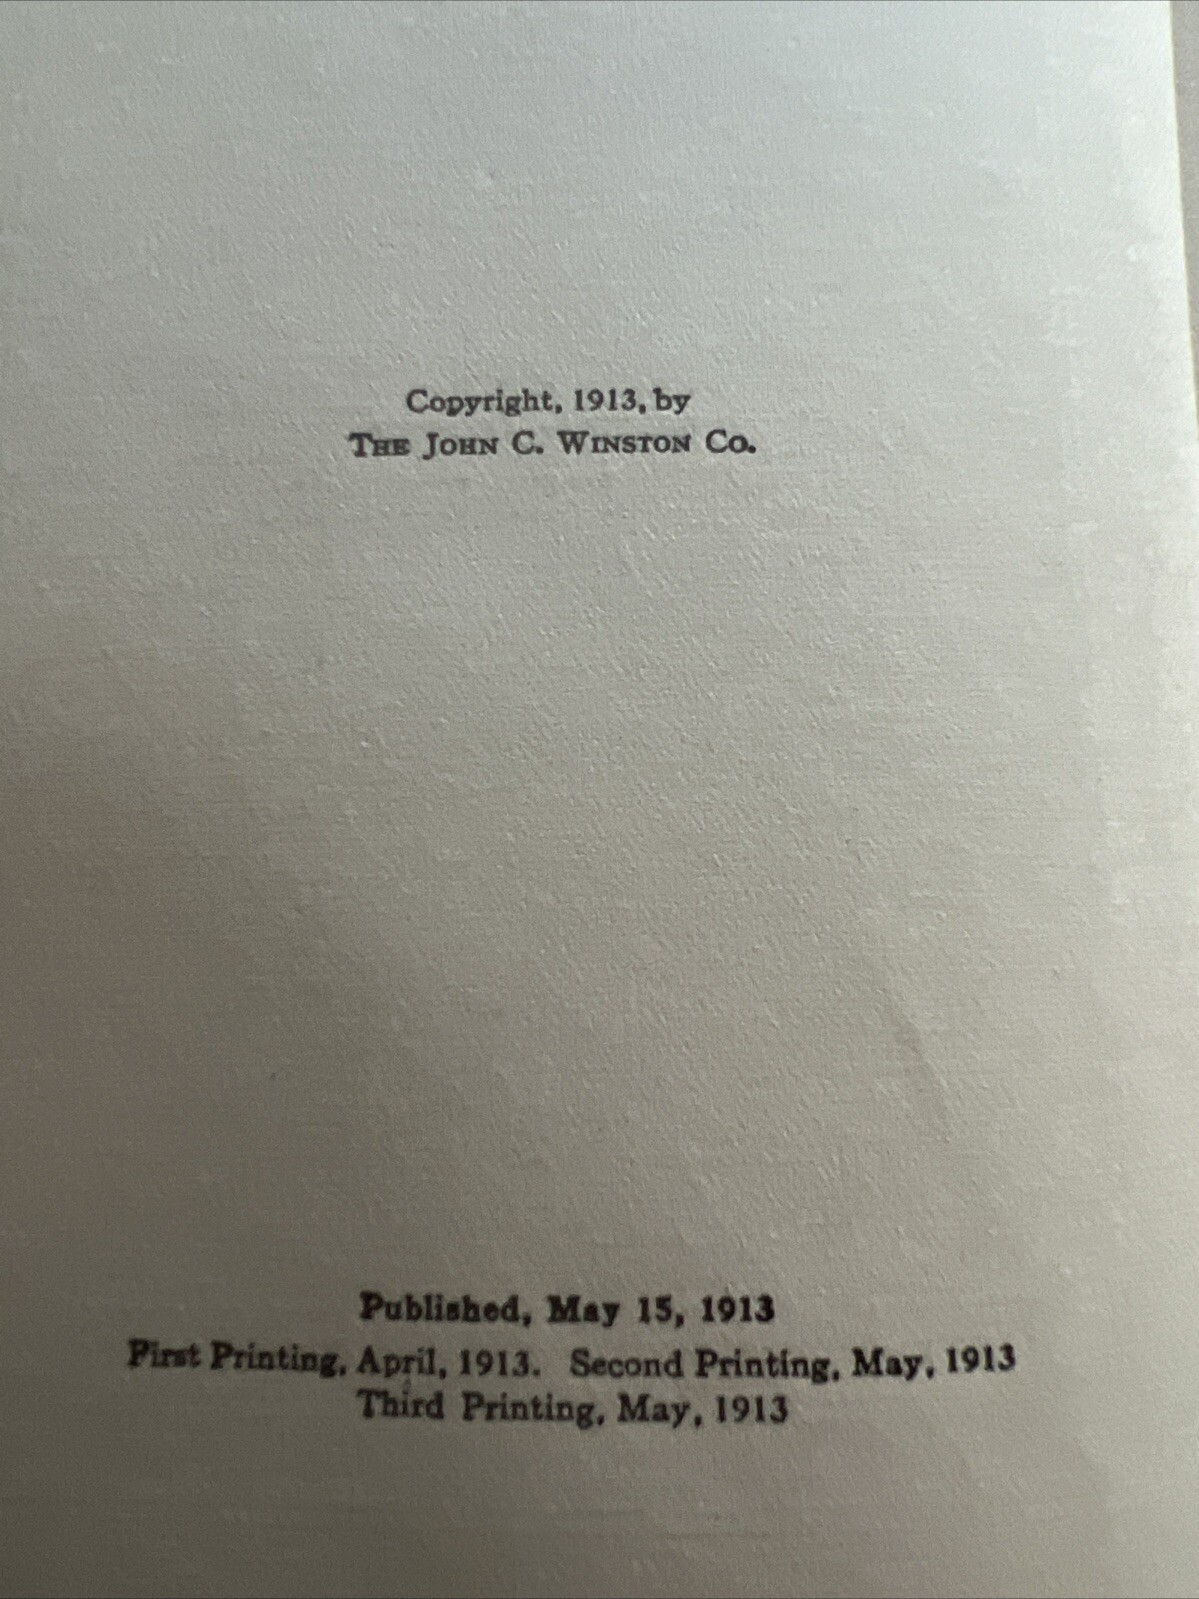 Copyright, 1913, by
The John C. Winston Co.
Published, May 15, 1913
First Printing, April, 1913. Second Printing, May, 1913
Third Printing, May, 1913